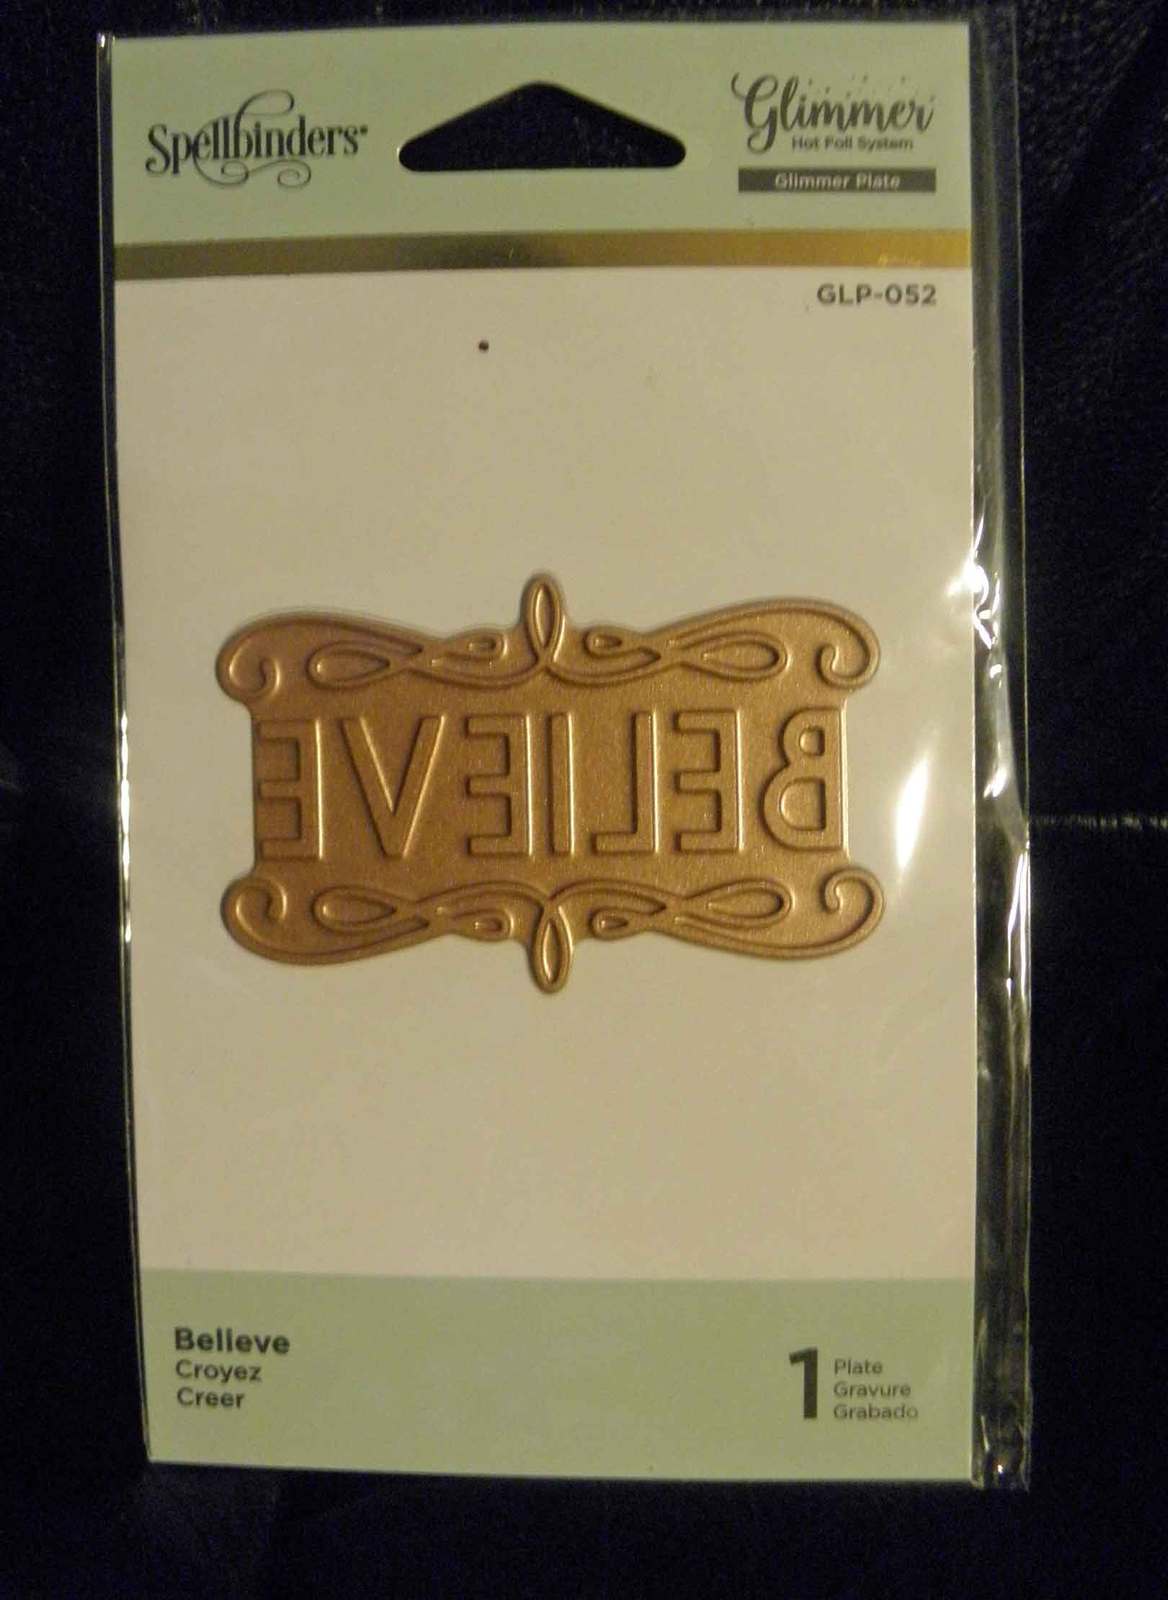 Spellbinders®
Glimmer
Hot Foil System
Glimmer Plate
GLP-052
BELIEVE
Believe
Croyez
Creer
1
Plate
Gravure
Grabado